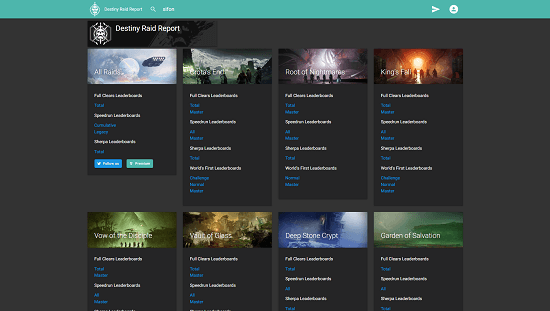 Destiny Raid Report
elfon
Destiny Raid Report
All Raids
Full Clears Leaderboards
Total
Speedrun Leaderboards
Cumulative
Legacy
Sherpa Leaderboards
Total
Follow us
Premium
Crota's End
Full Clears Leaderboards
Total
Master
Speedrun Leaderboards
All
Master
Sherpa Leaderboards
Total
World's First Leaderboards
Challenge
Normal
Master
Root of Nightmares
Full Clears Leaderboards
Total
Master
Speedrun Leaderboards
All
Master
Sherpa Leaderboards
Total
World's First Leaderboards
Normal
Master
King's Fall
Full Clears Leaderboards
Total
Master
Speedrun Leaderboards
All
Master
Sherpa Leaderboards
Total
World's First Leaderboards
Challenge
Normal
Master
Vow of the Disciple
Full Clears Leaderboards
Total
Master
Speedrun Leaderboards
All
Master
Vault of Glass
Full Clears Leaderboards
Total
Master
Speedrun Leaderboards
All
Master
Deep Stone Crypt
Full Clears Leaderboards
Total
Speedrun Leaderboards
All
Sherpa Leaderboards
Total
Garden of Salvation
Full Clears Leaderboards
Total
Speedrun Leaderboards
All
Sherpa Leaderboards
Total